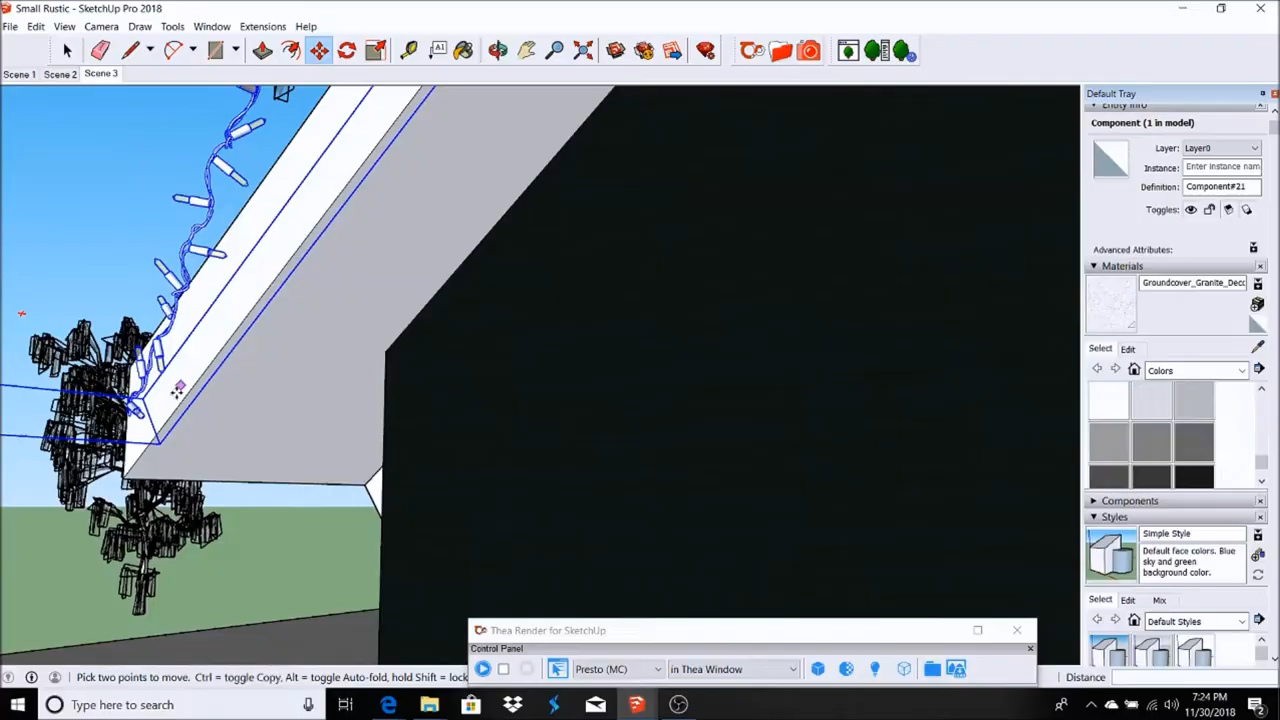 Small Rustic - SketchUp Pro 2018
File Edit View Camera Draw Tools Window Extensions Help
Scene 1 Scene 2 Scene 3
Default Tray
Entity Info
Component (1 in model)
Layer: Layer0
Instance: Enter Instance nam
Definition: Component#21
Toggles:
Advanced Attributes:
Materials
Groundcover_Granite_Decc
Select Edit
Colors
Components
Styles
Simple Style
Default face colors. Blue
sky and green
background color.
Select Edit Mix
Default Styles
Thea Render for SketchUp
Control Panel
Presto (MC) in Thea Window
Pick two points to move. Ctrl = toggle Copy, Alt = toggle Auto-fold, hold Shift = lock
Distance
Type here to search
7:24 PM
11/30/2018
2